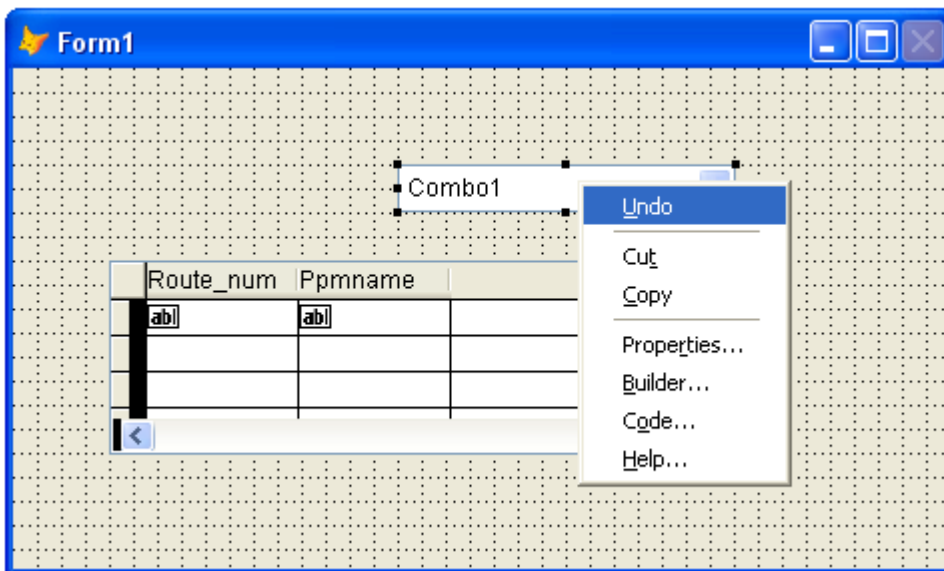 Form1
Combo1
Undo
Cut
Copy
Properties...
Builder...
Code...
Help...
Route_num Ppmname
abl abl